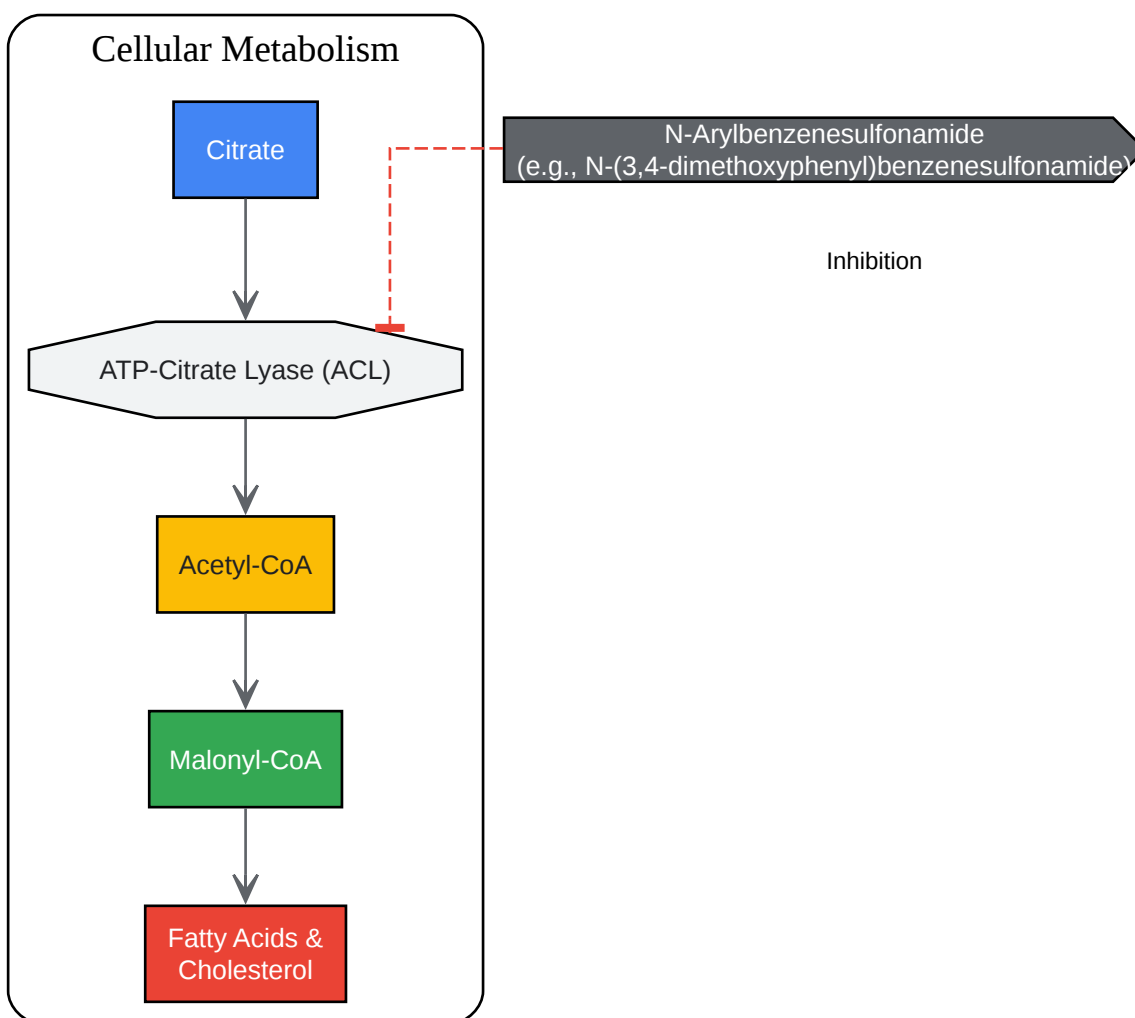 Cellular Metabolism
Citrate
N-Arylbenzenesulfonamide
(e.g., N-(3,4-dimethoxyphenyl)benzenesulfonamide)
Inhibition
ATP-Citrate Lyase (ACL)
Acetyl-CoA
Malonyl-CoA
Fatty Acids &
Cholesterol